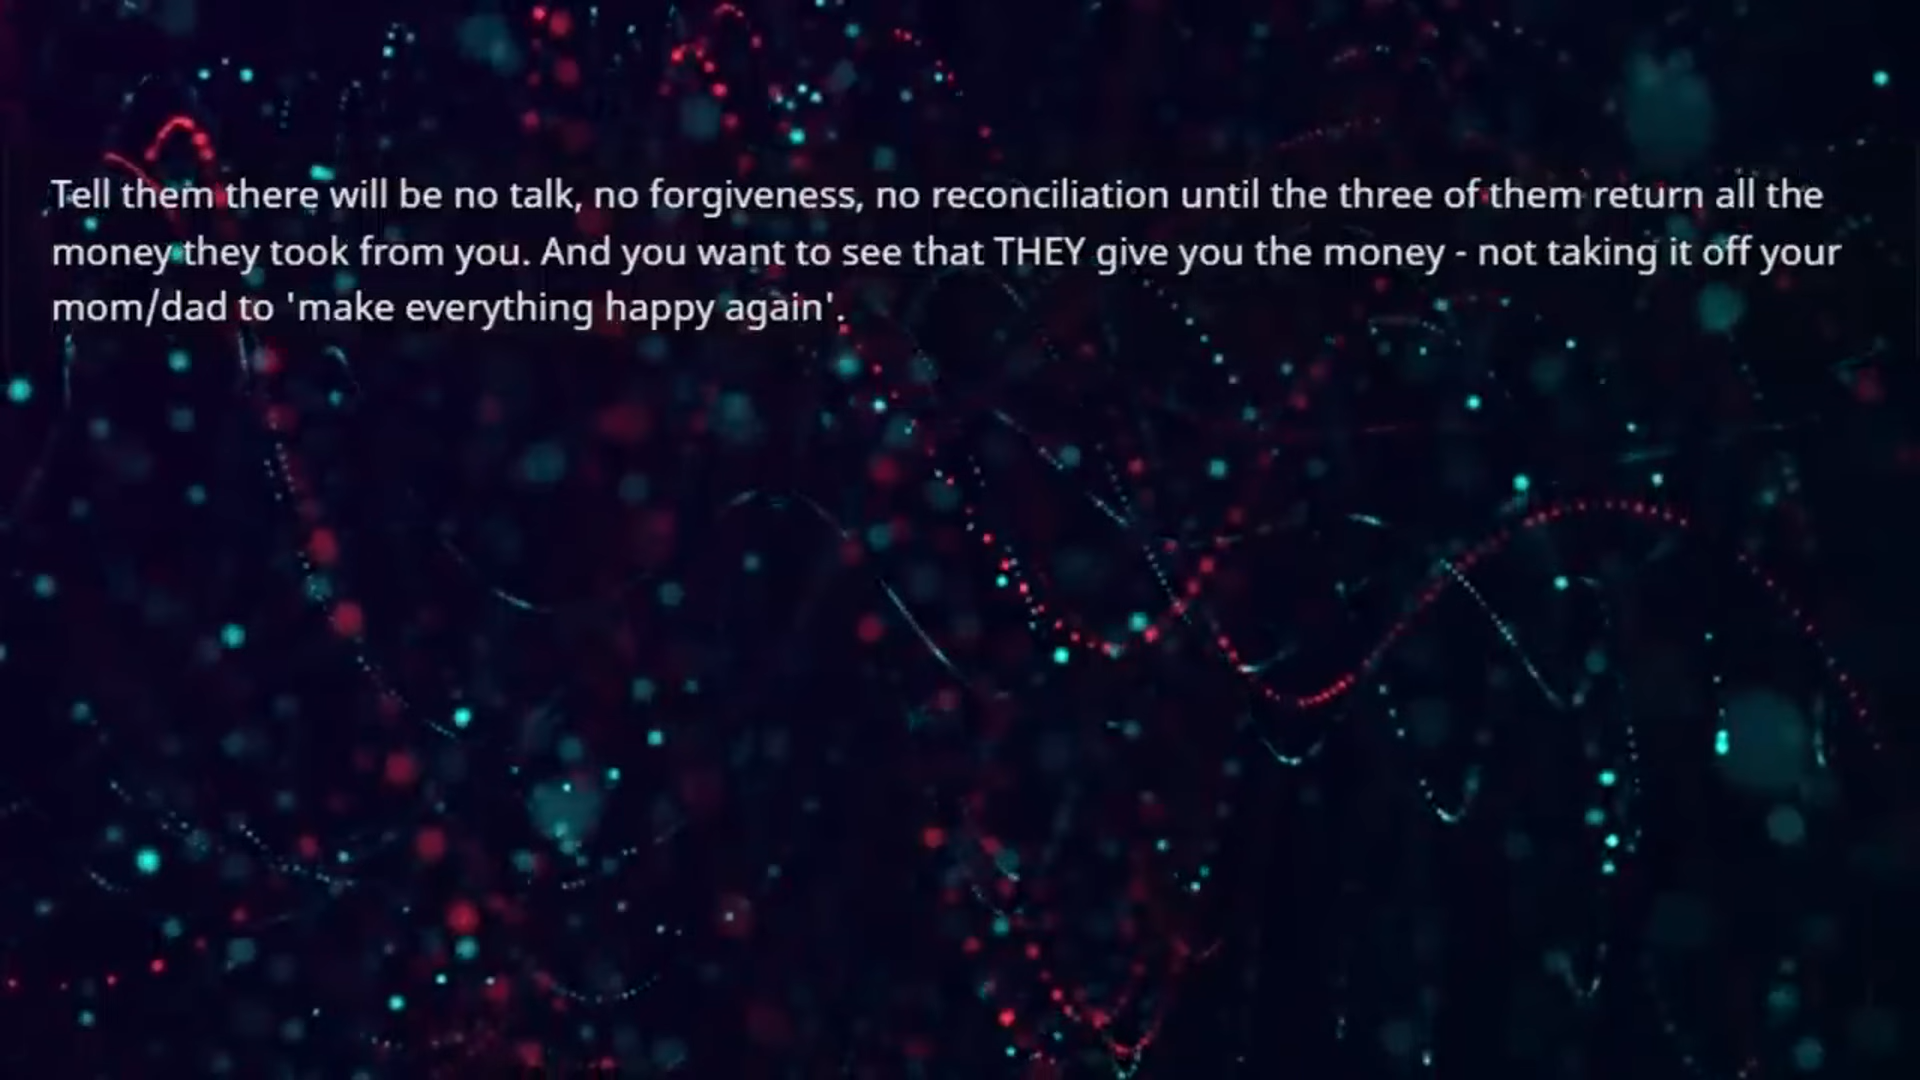 Tell them there will be no talk, no forgiveness, no reconciliation until the three of them return all the
money they took from you. And you want to see that THEY give you the money - not taking it off your
mom/dad to 'make everything happy again'.